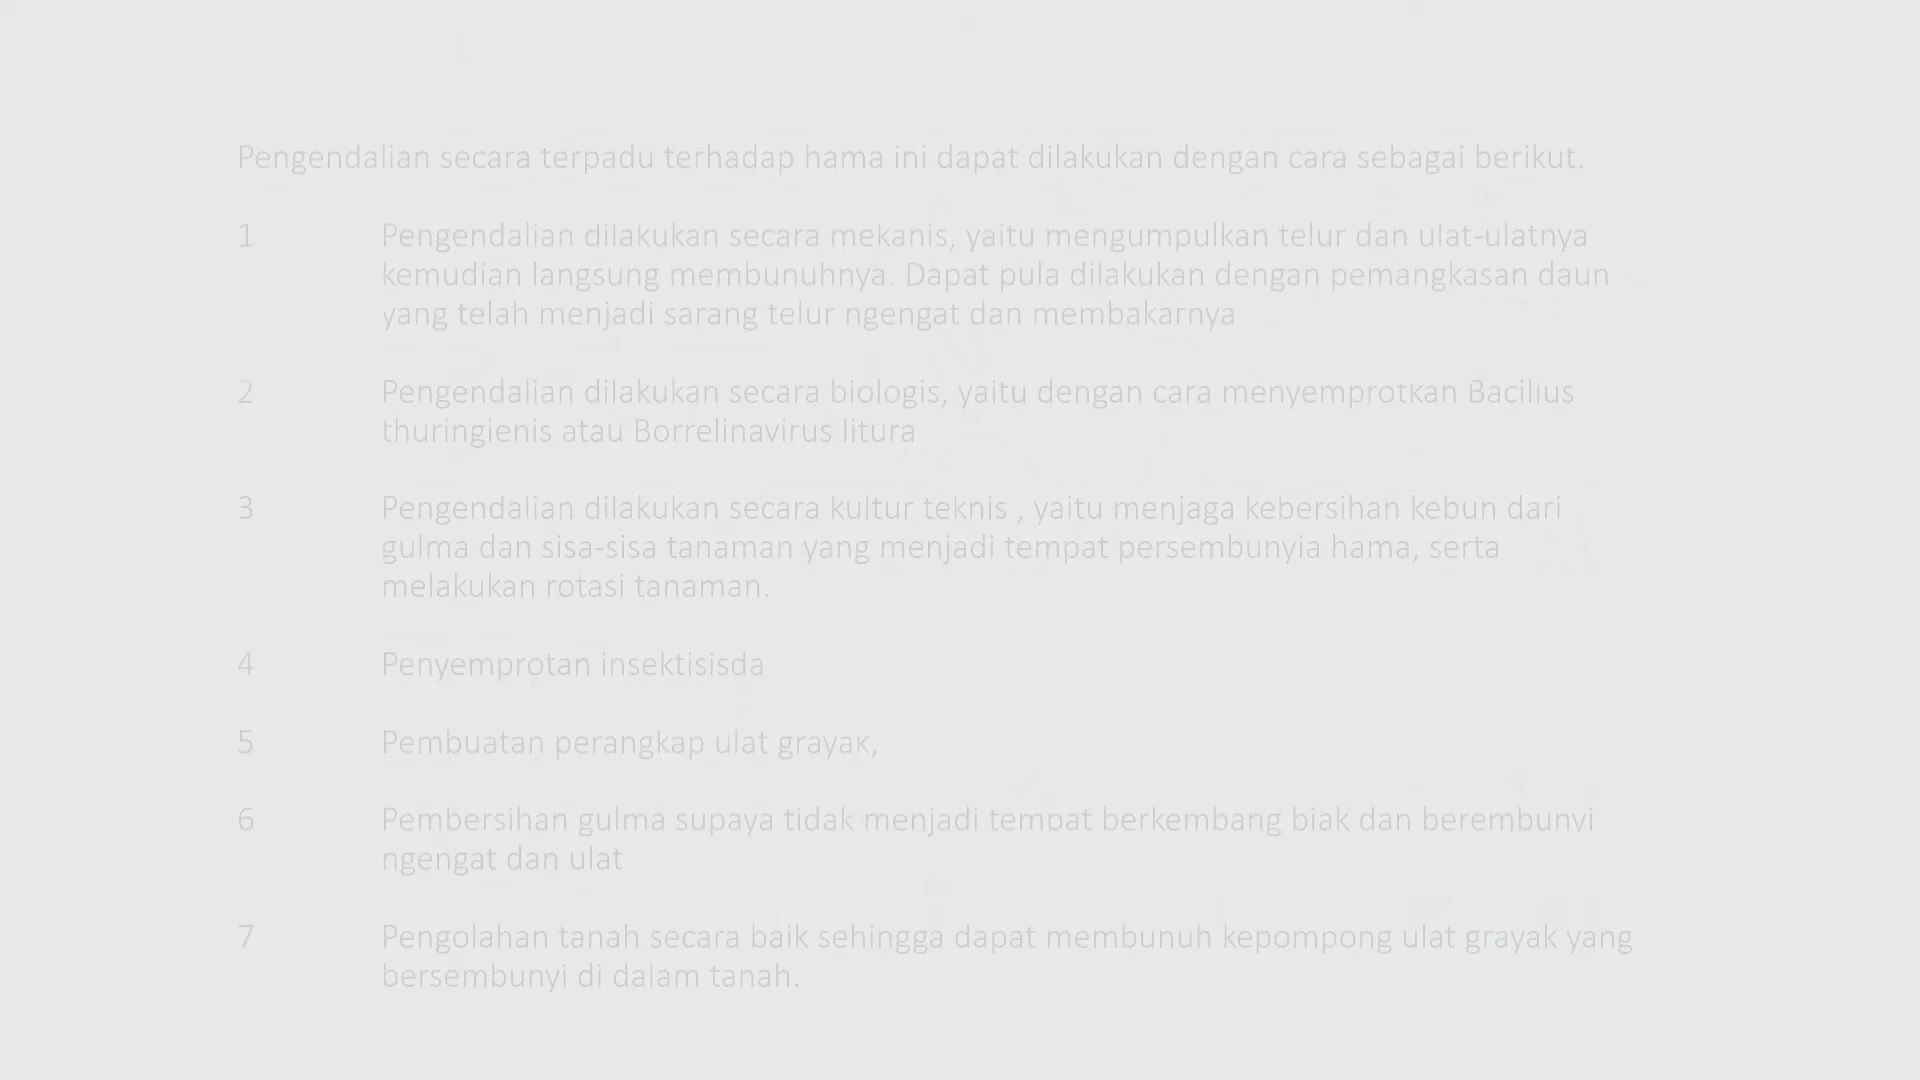 Pengendalian secara terpadu terhadap hama ini dapat dilakukan dengan cara sebagai berikut.
1 Pengendalian dilakukan secara mekanis, yaitu mengumpulkan telur dan ulat-ulatnya
kemudian langsung membunuhnya. Dapat pula dilakukan dengan pemangkasan daun
yang telah menjadi sarang telur ngengat dan membakarnya
2 Pengendalian dilakukan secara biologis, yaitu dengan cara menyemprotkan Bacillus
thuringienis atau Borrelinavirus litura
3 Pengendalian dilakukan secara kultur teknis , yaitu menjaga kebersihan kebun dari
gulma dan sisa-sisa tanaman yang menjadi tempat persembunyia hama, serta
melakukan rotasi tanaman.
4 Penyemprotan insektisisda
5 Pembuatan perangkap ulat grayak,
6 Pembersihan gulma supaya tidak menjadi tempat berkembang biak dan berembunyi
ngengat dan ulat
7 Pengolahan tanah secara baik sehingga dapat membunuh kepompong ulat grayak yang
bersembunyi di dalam tanah.